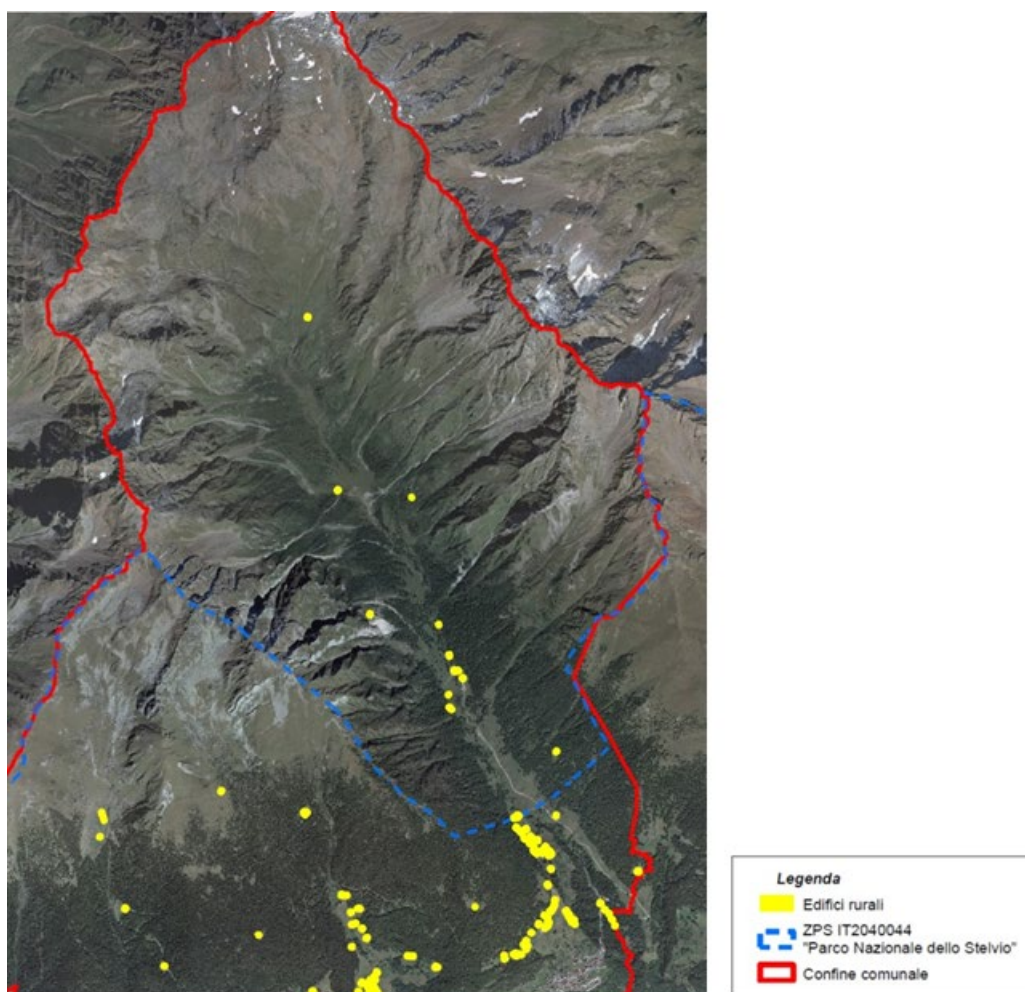 Legenda
Edifici rurali
ZPS IT2040044
"Parco Nazionale dello Stelvio"
Confine comunale